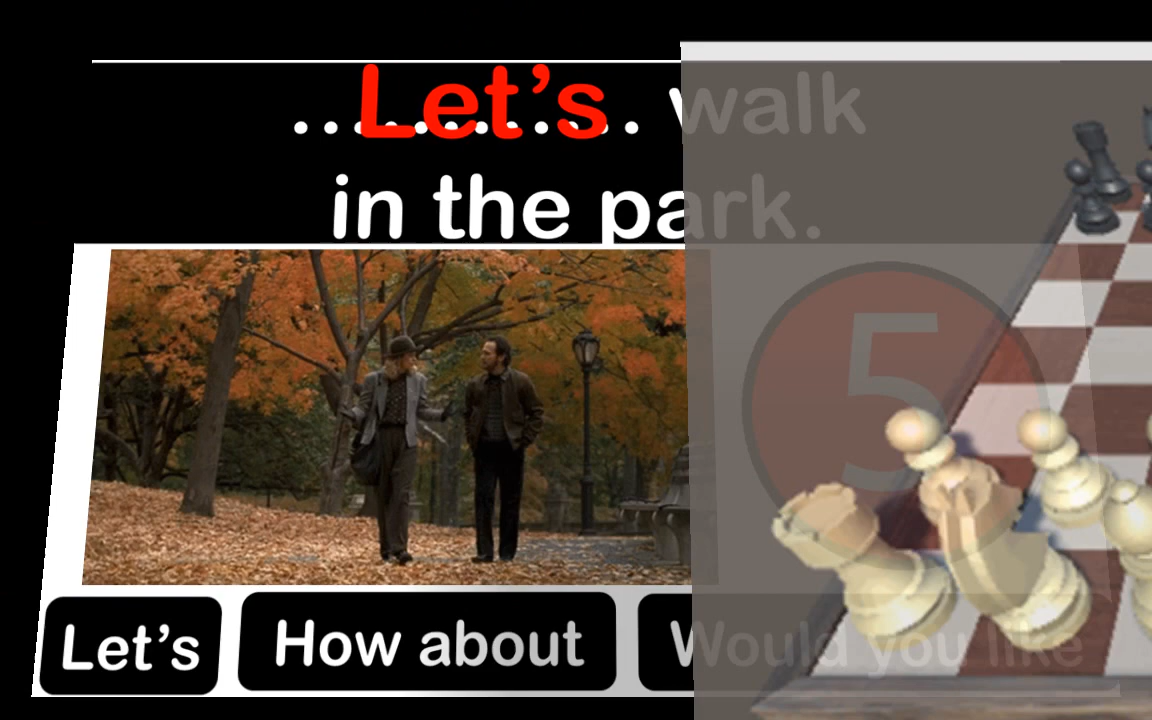 ............ Let's walk
in the park.
5
Let's
How about
Would you like